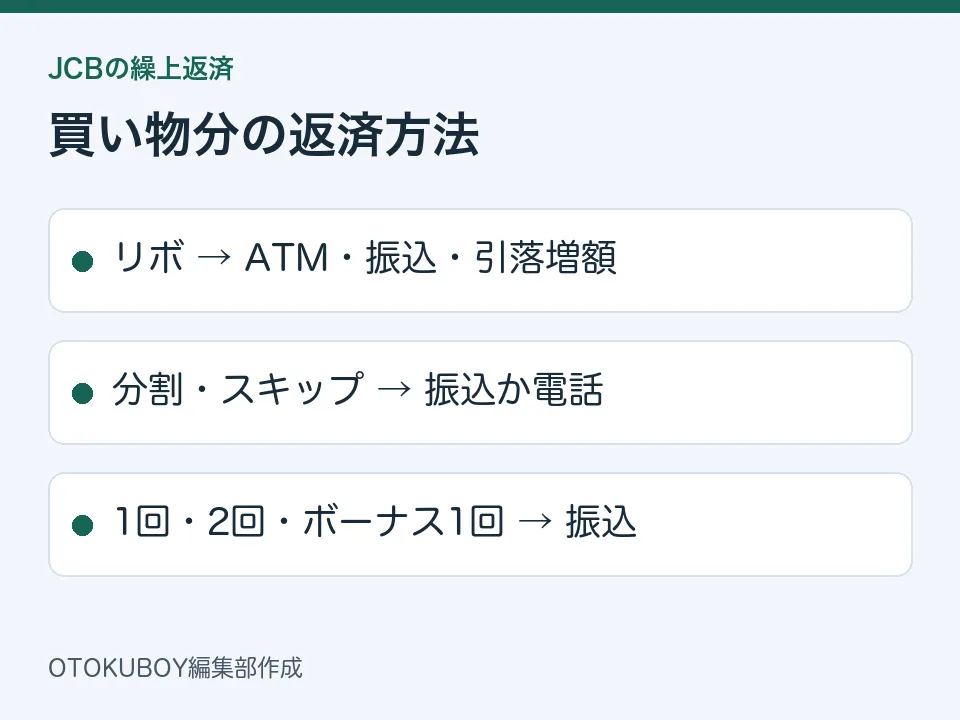 JCBの繰上返済
買い物分の返済方法
リボ → ATM・振込・引落増額
分割・スキップ → 振込か電話
1回・2回・ボーナス1回 → 振込
OTOKUBOY編集部作成